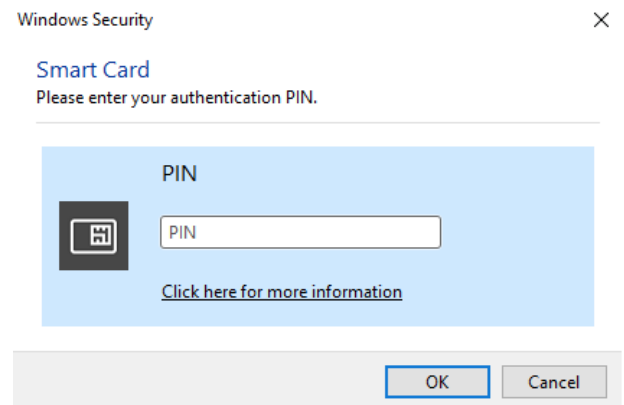 Windows Security
Smart Card
Please enter your authentication PIN.
PIN
PIN
Click here for more information
OK Cancel